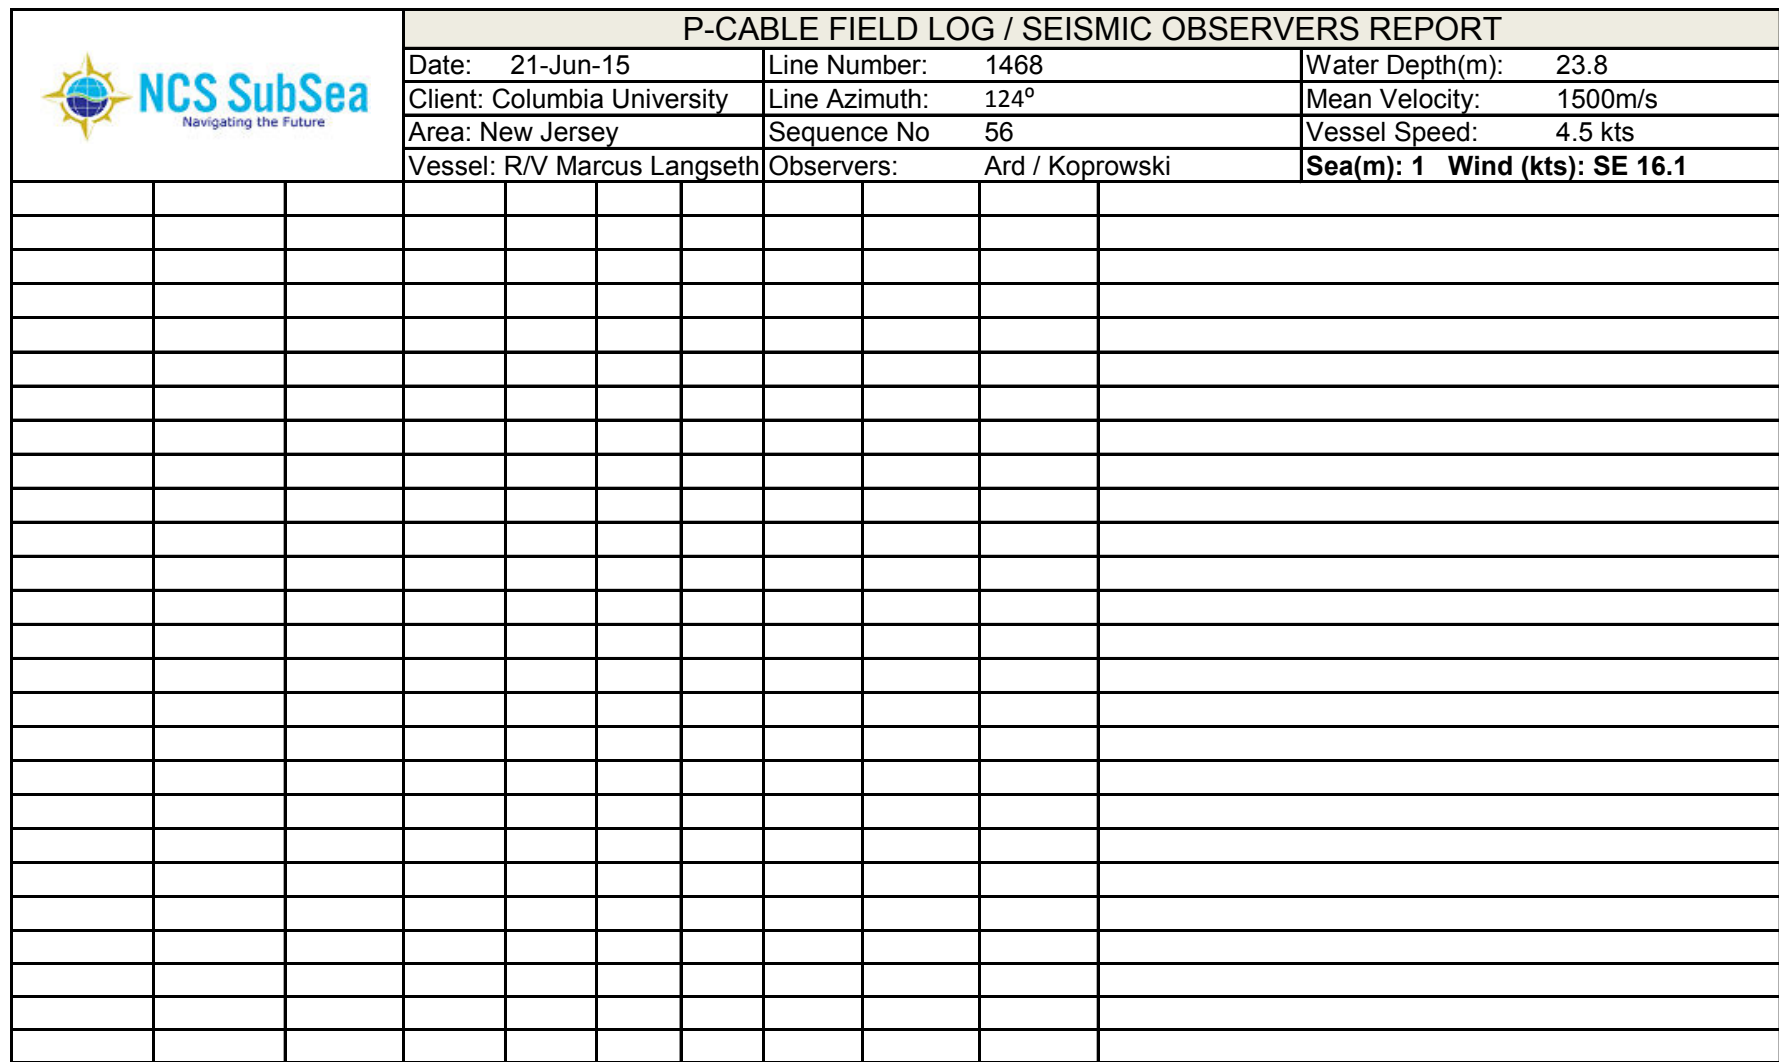 NCS SubSea
Navigating the Future
P-CABLE FIELD LOG / SEISMIC OBSERVERS REPORT
Date: 21-Jun-15 Line Number: 1468 Water Depth(m): 23.8
Client: Columbia University Line Azimuth: 124⁰ Mean Velocity: 1500m/s
Area: New Jersey Sequence No 56 Vessel Speed: 4.5 kts
Vessel: R/V Marcus Langseth Observers: Ard / Koprowski Sea(m): 1 Wind (kts): SE 16.1